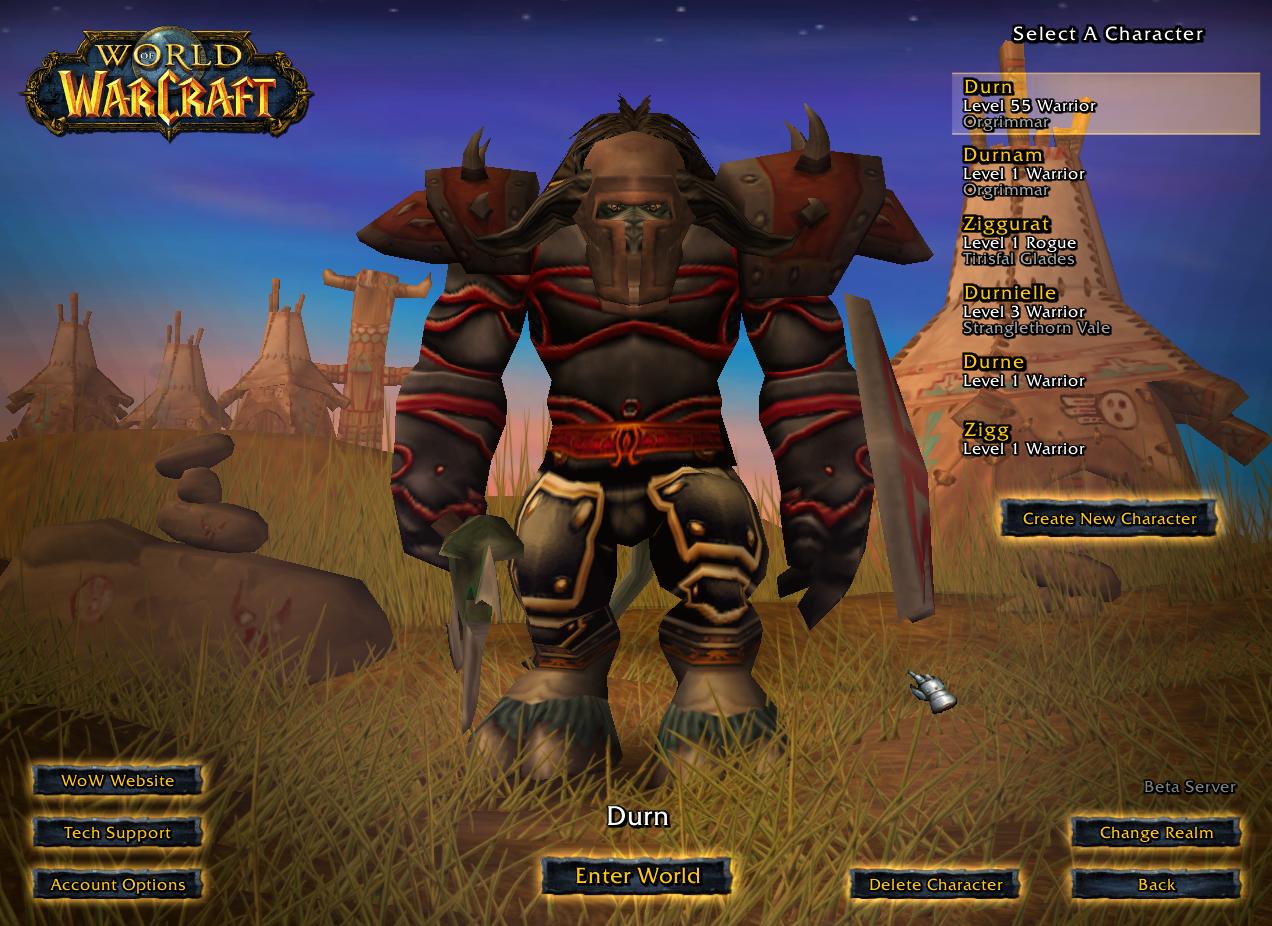 WORLD
OF
WARCRAFT
Select A Character
Durn
Level 55 Warrior
Orgrimmar
Durnam
Level 1 Warrior
Orgrimmar
Ziggurat
Level 1 Rogue
Tirisfal Glades
Durnielle
Level 3 Warrior
Stranglethorn Vale
Durne
Level 1 Warrior
Zigg
Level 1 Warrior
Create New Character
WoW Website
Tech Support
Account Options
Durn
Enter World
Delete Character
Beta Server
Change Realm
Back